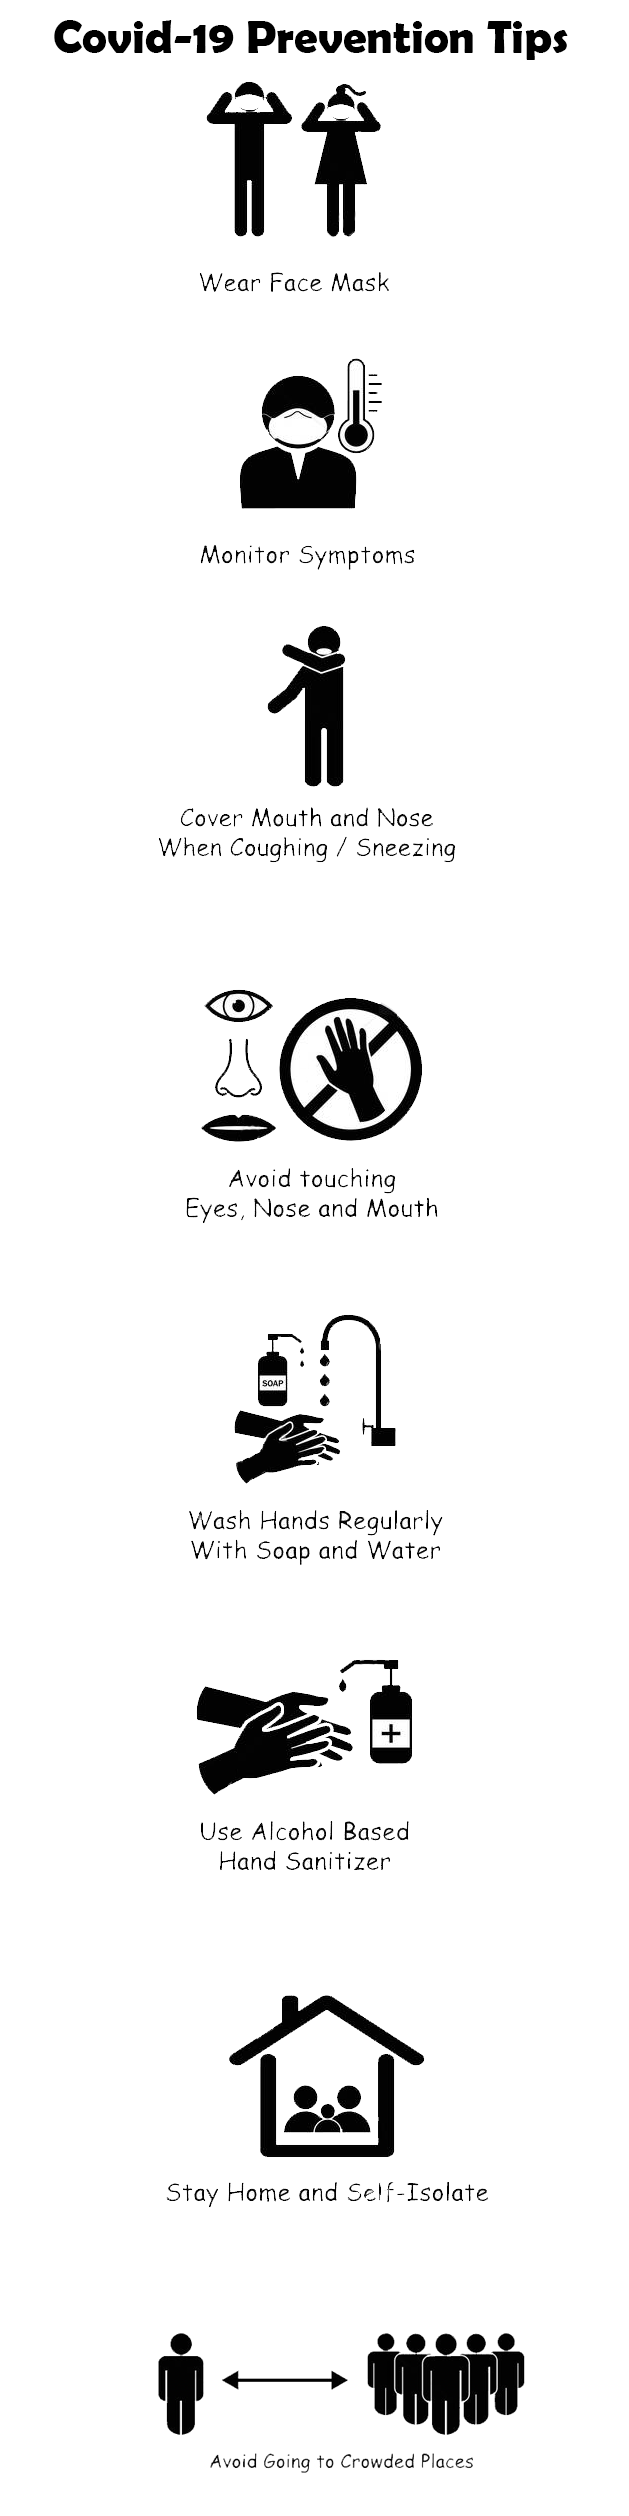 Covid-19 Prevention Tips
Wear Face Mask
Monitor Symptoms
Cover Mouth and Nose
When Coughing / Sneezing
Avoid touching
Eyes, Nose and Mouth
SOAP
Wash Hands Regularly
With Soap and Water
Use Alcohol Based
Hand Sanitizer
Stay Home and Self-Isolate
Avoid Going to Crowded Places